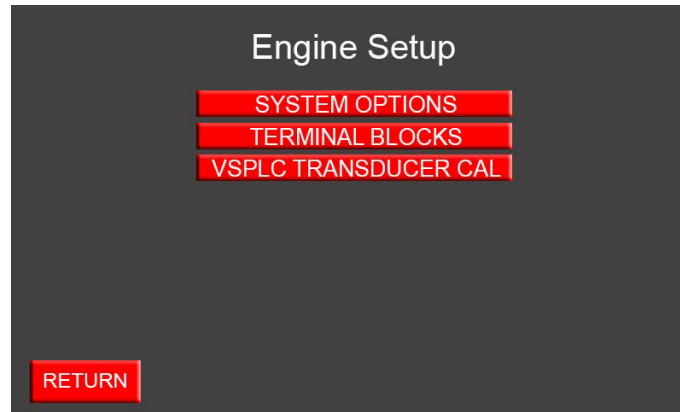 Engine Setup
SYSTEM OPTIONS
TERMINAL BLOCKS
VSPLC TRANSDUCER CAL
RETURN